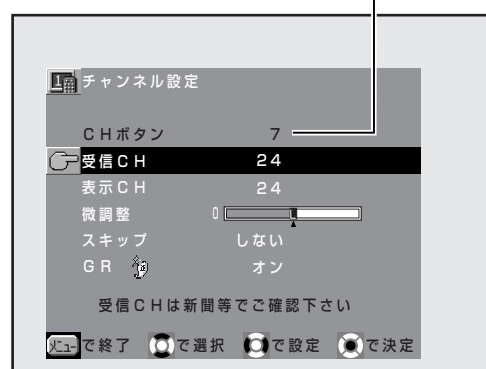 チャンネル設定
CHボタン 7
受信CH 24
表示CH 24
微調整 0
スキップ しない
GR オン
受信CHは新聞等でご確認下さい
メニューで終了 で選択 で設定 で決定